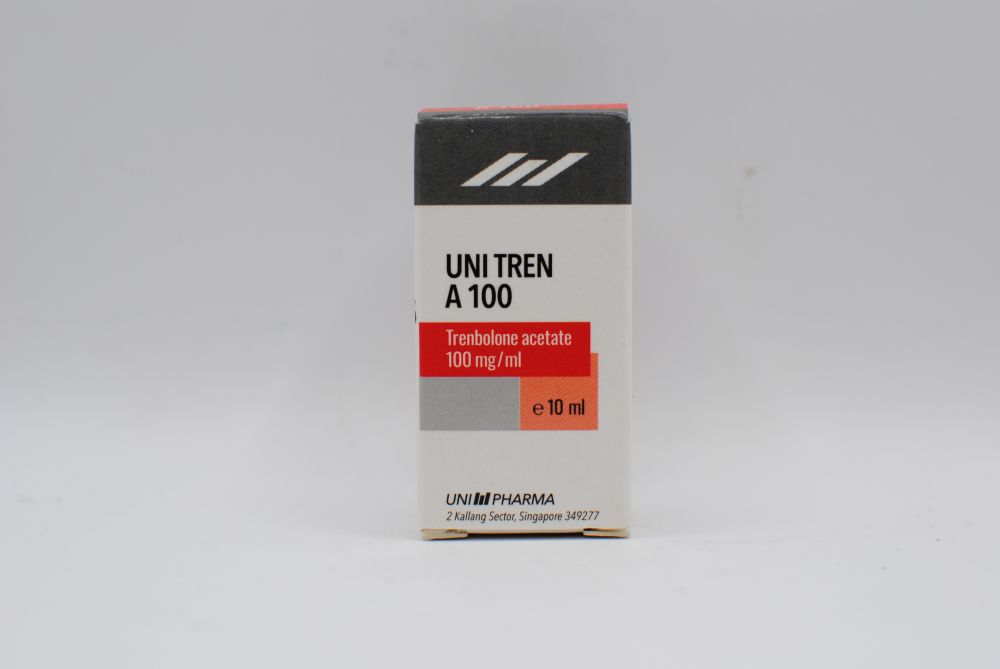 UNI TREN
A 100
Trenbolone acetate
100 mg/ml
e 10 ml
UNI PHARMA
2 Kallang Sector, Singapore 349277